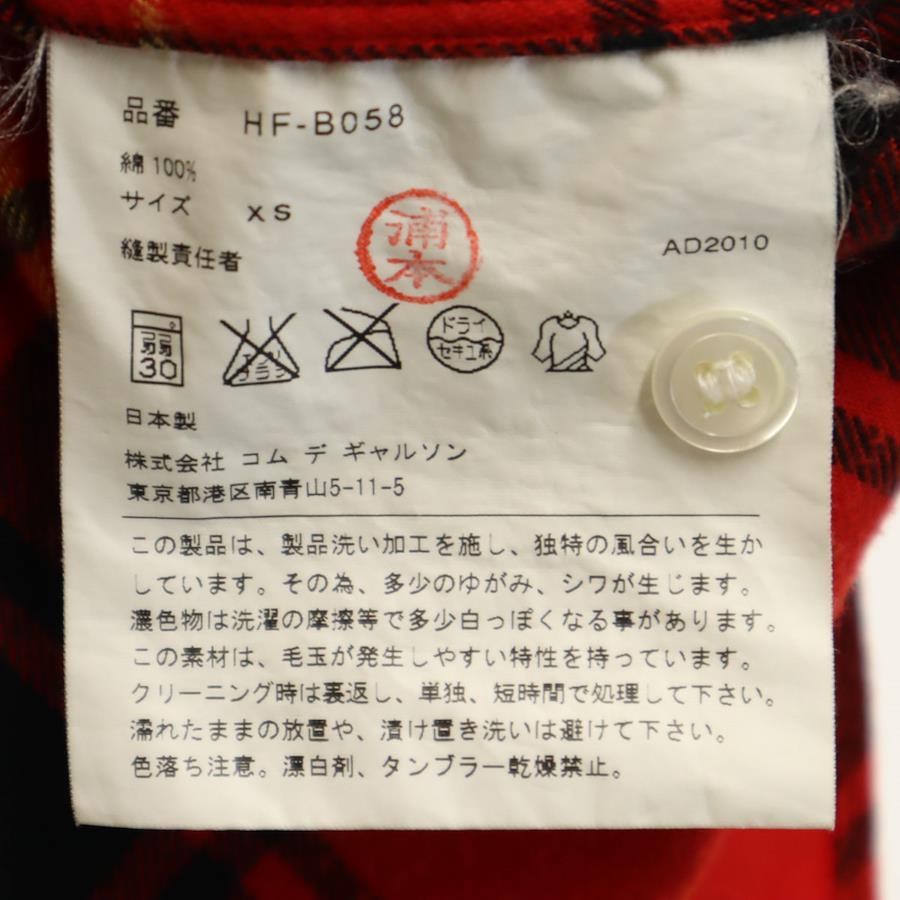 品番 HF-B058
綿 100%
サイズ XS
浦本
AD2010
縫製責任者
弱 30
エンソ
サラシ
ドライ
セキユ系
日本製
株式会社 コム デ ギャルソン
東京都港区南青山5-11-5
この製品は、製品洗い加工を施し、独特の風合いを生か
しています。その為、多少のゆがみ、シワが生じます。
濃色物は洗濯の摩擦等で多少白っぽくなる事があります。
この素材は、毛玉が発生しやすい特性を持っています。
クリーニング時は裏返し、単独、短時間で処理して下さい。
濡れたままの放置や、漬け置き洗いは避けて下さい。
色落ち注意。漂白剤、タンブラー乾燥禁止。